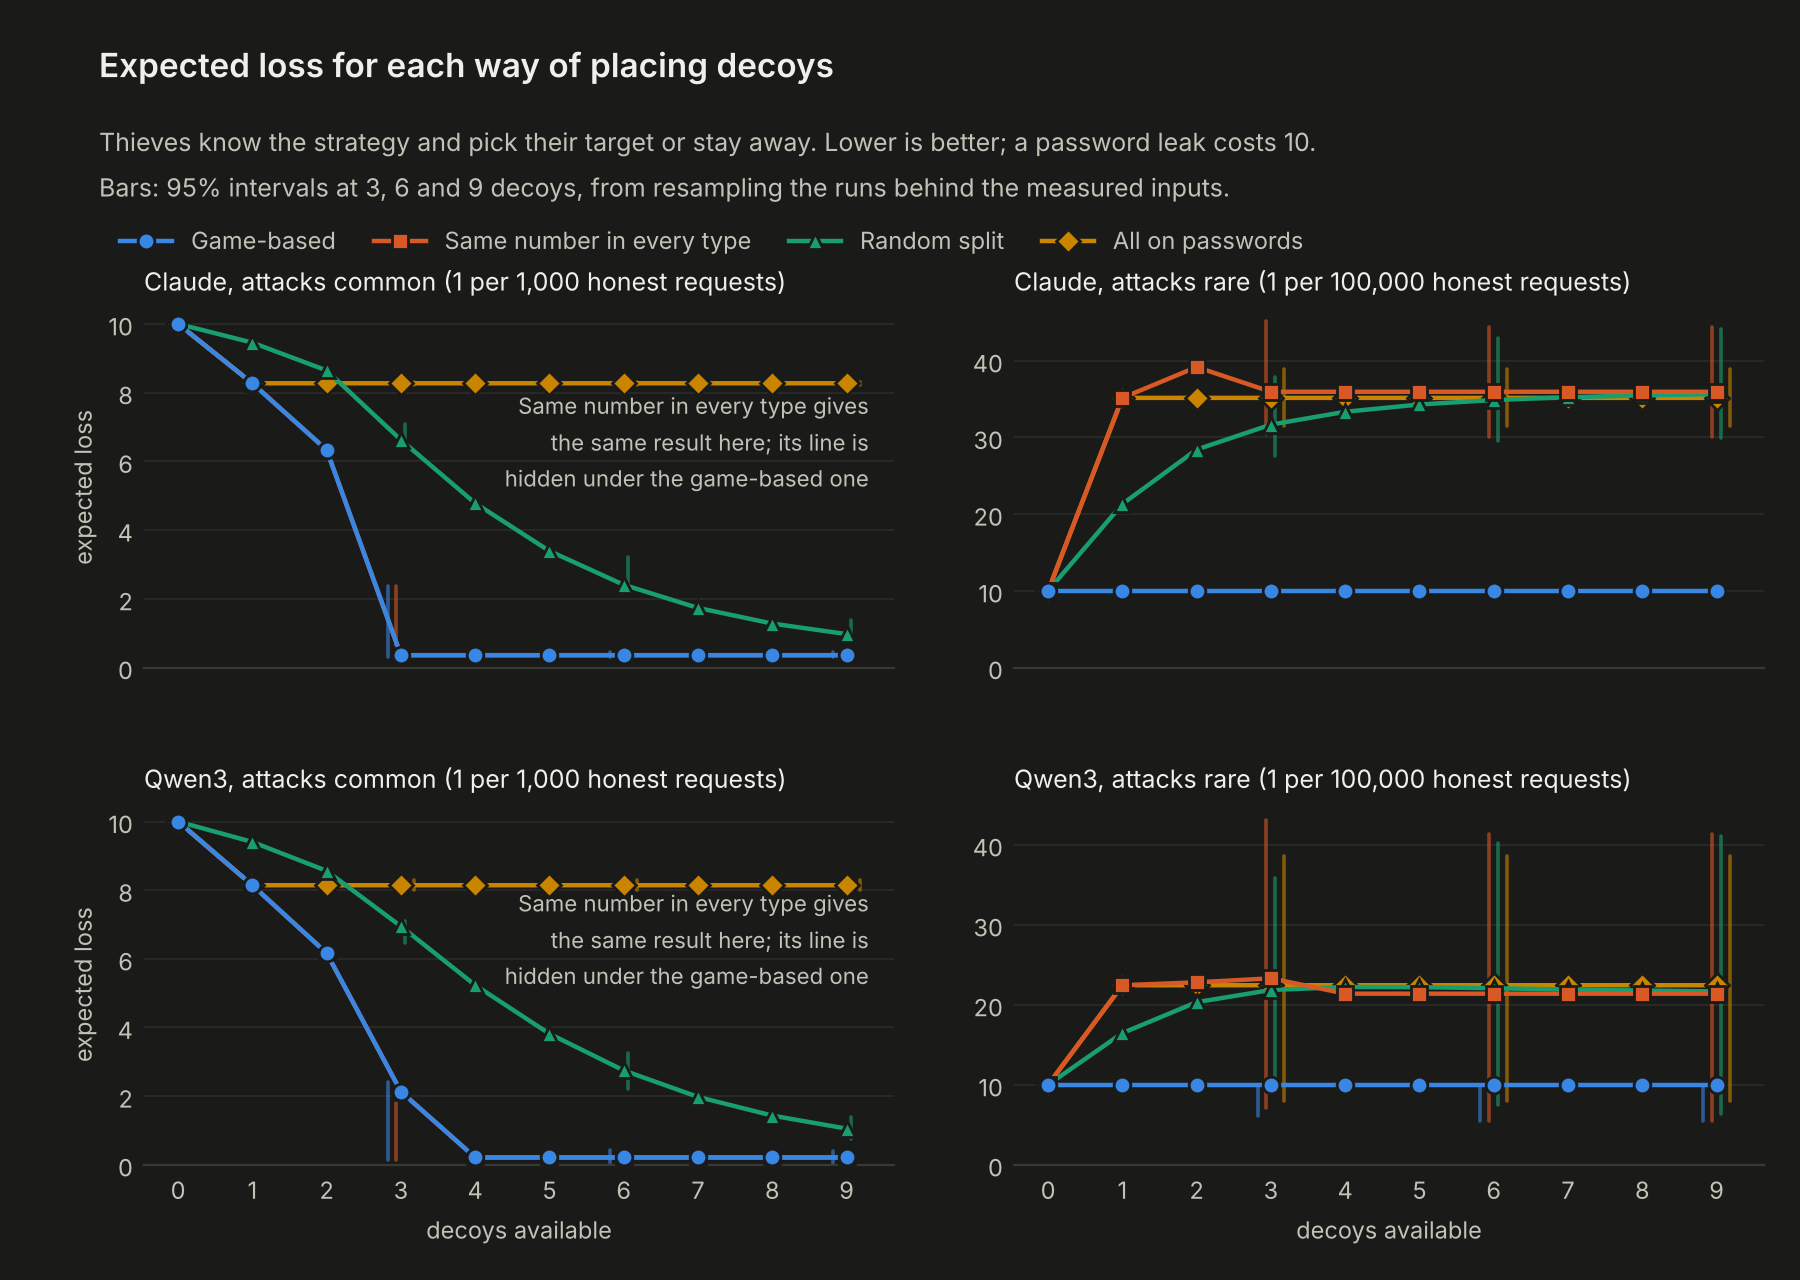 Expected loss for each way of placing decoys
Thieves know the strategy and pick their target or stay away. Lower is better; a password leak costs 10.
Bars: 95% intervals at 3, 6 and 9 decoys, from resampling the runs behind the measured inputs.
Game-based Same number in every type Random split All on passwords
Claude, attacks common (1 per 1,000 honest requests)
10
8
6
4
2
0
expected loss
Same number in every type gives
the same result here; its line is
hidden under the game-based one
Claude, attacks rare (1 per 100,000 honest requests)
40
30
20
10
0
Qwen3, attacks common (1 per 1,000 honest requests)
10
8
6
4
2
0
expected loss
Same number in every type gives
the same result here; its line is
hidden under the game-based one
0 1 2 3 4 5 6 7 8 9
decoys available
Qwen3, attacks rare (1 per 100,000 honest requests)
40
30
20
10
0
0 1 2 3 4 5 6 7 8 9
decoys available